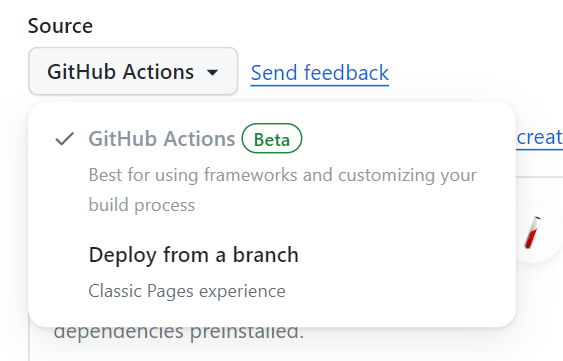 Source
GitHub Actions
Send feedback
GitHub Actions Beta
creat
Best for using frameworks and customizing your
build process
Deploy from a branch
Classic Pages experience
dependencies preinstalled.